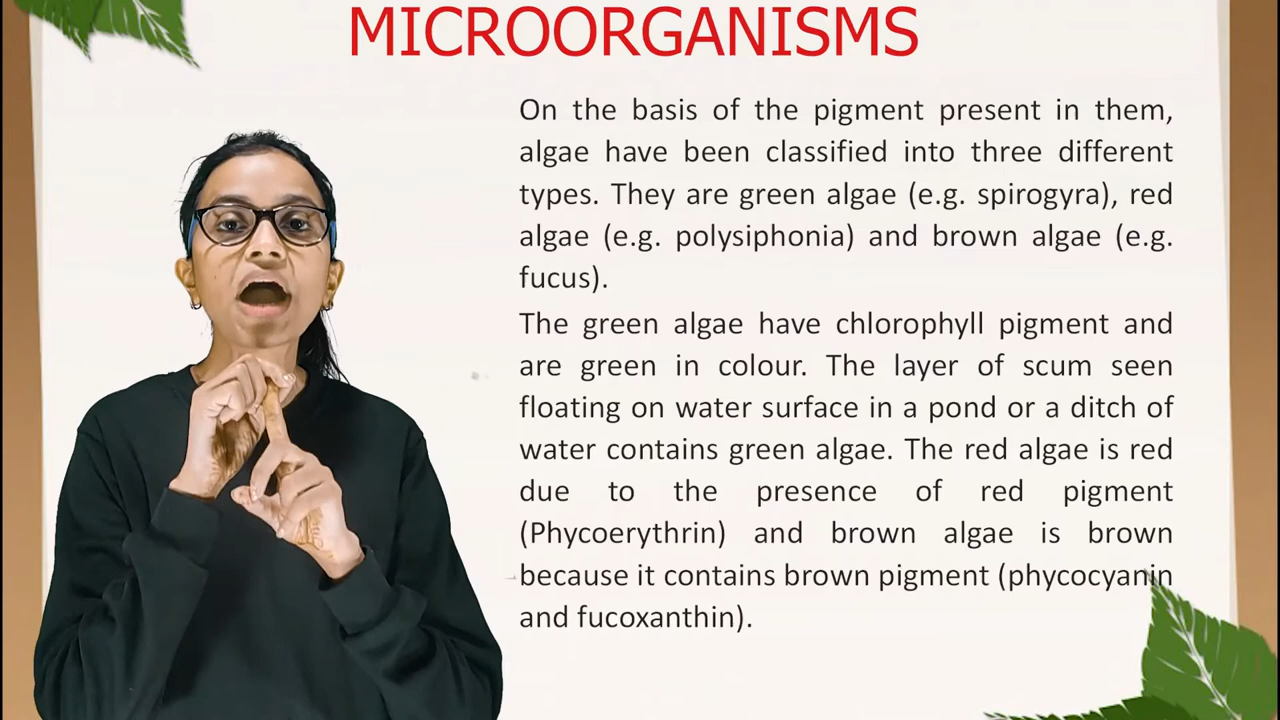 MICROORGANISMS
On the basis of the pigment present in them,
algae have been classified into three different
types. They are green algae (e.g. spirogyra), red
algae (e.g. polysiphonia) and brown algae (e.g.
fucus).
The green algae have chlorophyll pigment and
are green in colour. The layer of scum seen
floating on water surface in a pond or a ditch of
water contains green algae. The red algae is red
due to the presence of red pigment
(Phycoerythrin) and brown algae is brown
because it contains brown pigment (phycocyanin
and fucoxanthin).